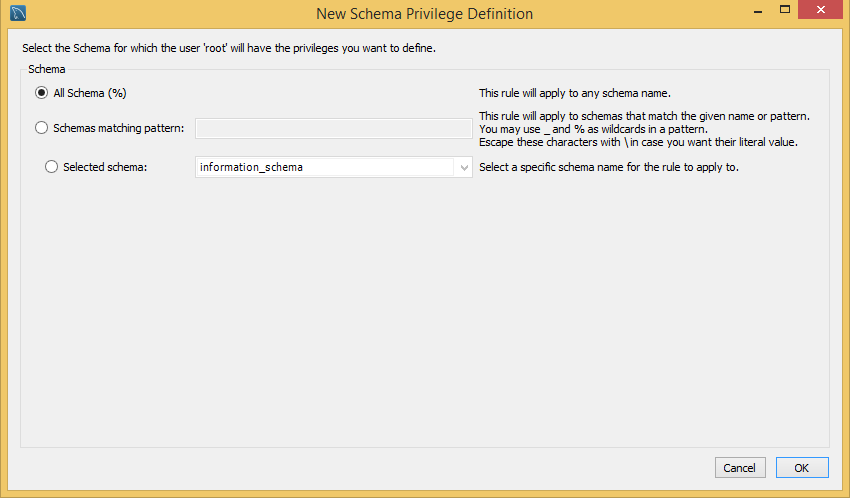 New Schema Privilege Definition
Select the Schema for which the user 'root' will have the privileges you want to define.
Schema
All Schema (%)
This rule will apply to any schema name.
Schemas matching pattern:
This rule will apply to schemas that match the given name or pattern.
You may use _ and % as wildcards in a pattern.
Escape these characters with \ in case you want their literal value.
Selected schema:
information_schema
Select a specific schema name for the rule to apply to.
Cancel
OK